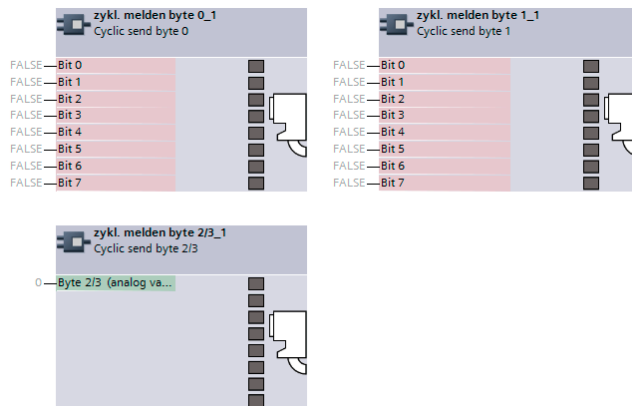 zykl. melden byte 0_1
Cyclic send byte 0
FALSE Bit 0
FALSE Bit 1
FALSE Bit 2
FALSE Bit 3
FALSE Bit 4
FALSE Bit 5
FALSE Bit 6
FALSE Bit 7
zykl. melden byte 1_1
Cyclic send byte 1
FALSE Bit 0
FALSE Bit 1
FALSE Bit 2
FALSE Bit 3
FALSE Bit 4
FALSE Bit 5
FALSE Bit 6
FALSE Bit 7
zykl. melden byte 2/3_1
Cyclic send byte 2/3
0 Byte 2/3 (analog va...